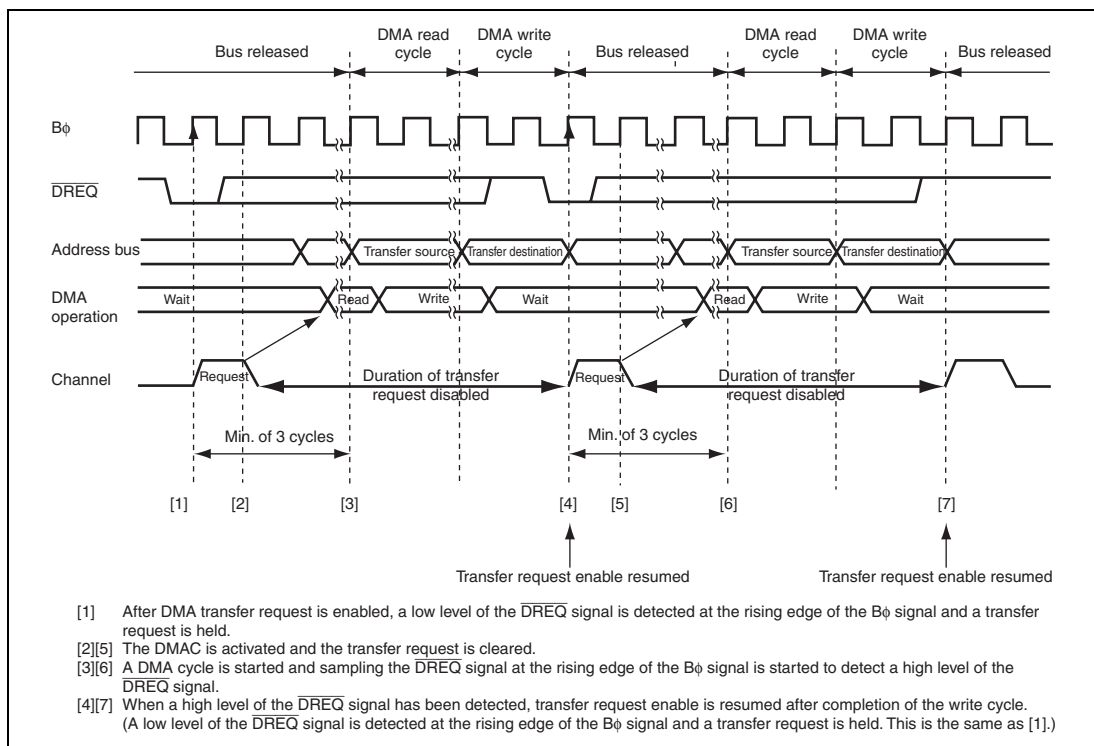 Bus released
DMA read cycle
DMA write cycle
Bus released
DMA read cycle
DMA write cycle
Bus released
Bφ
DREQ
Address bus
Transfer source
Transfer destination
Transfer source
Transfer destination
DMA operation
Wait
Read
Write
Wait
Read
Write
Wait
Channel
Request
Duration of transfer request disabled
Request
Duration of transfer request disabled
Min. of 3 cycles
Min. of 3 cycles
[1]
[2]
[3]
[4]
[5]
[6]
[7]
Transfer request enable resumed
Transfer request enable resumed
[1] After DMA transfer request is enabled, a low level of the DREQ signal is detected at the rising edge of the Bφ signal and a transfer
request is held.
[2][5] The DMAC is activated and the transfer request is cleared.
[3][6] A DMA cycle is started and sampling the DREQ signal at the rising edge of the Bφ signal is started to detect a high level of the
DREQ signal.
[4][7] When a high level of the DREQ signal has been detected, transfer request enable is resumed after completion of the write cycle.
(A low level of the DREQ signal is detected at the rising edge of the Bφ signal and a transfer request is held. This is the same as [1].)